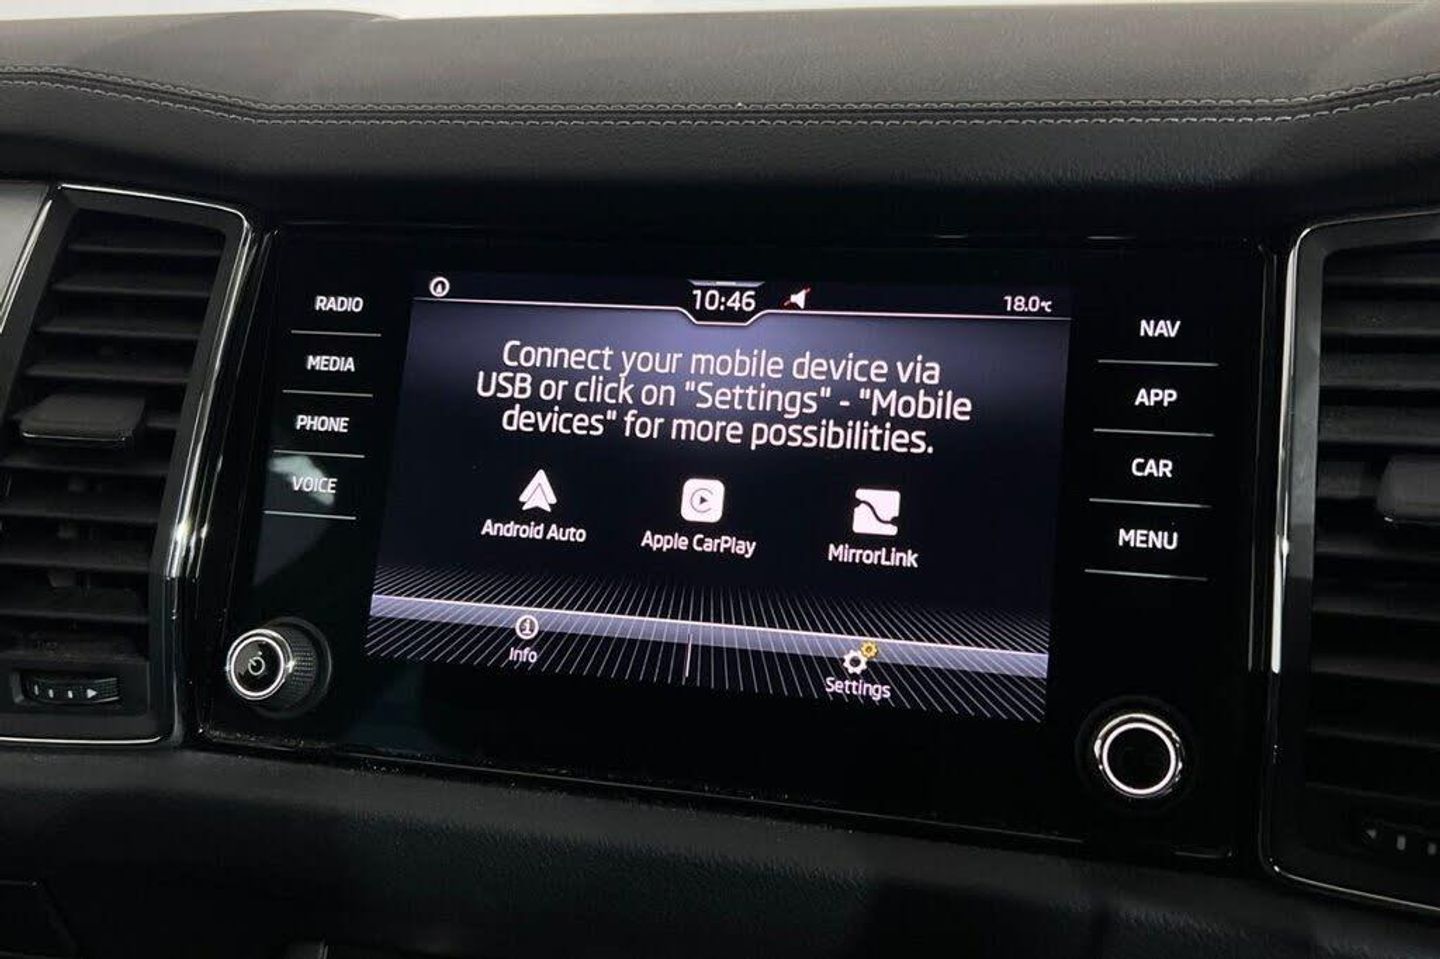 RADIO
MEDIA
PHONE
VOICE
10:46
18.0°C
Connect your mobile device via
USB or click on "Settings" - "Mobile
devices" for more possibilities.
Android Auto
Apple CarPlay
MirrorLink
Info
Settings
NAV
APP
CAR
MENU